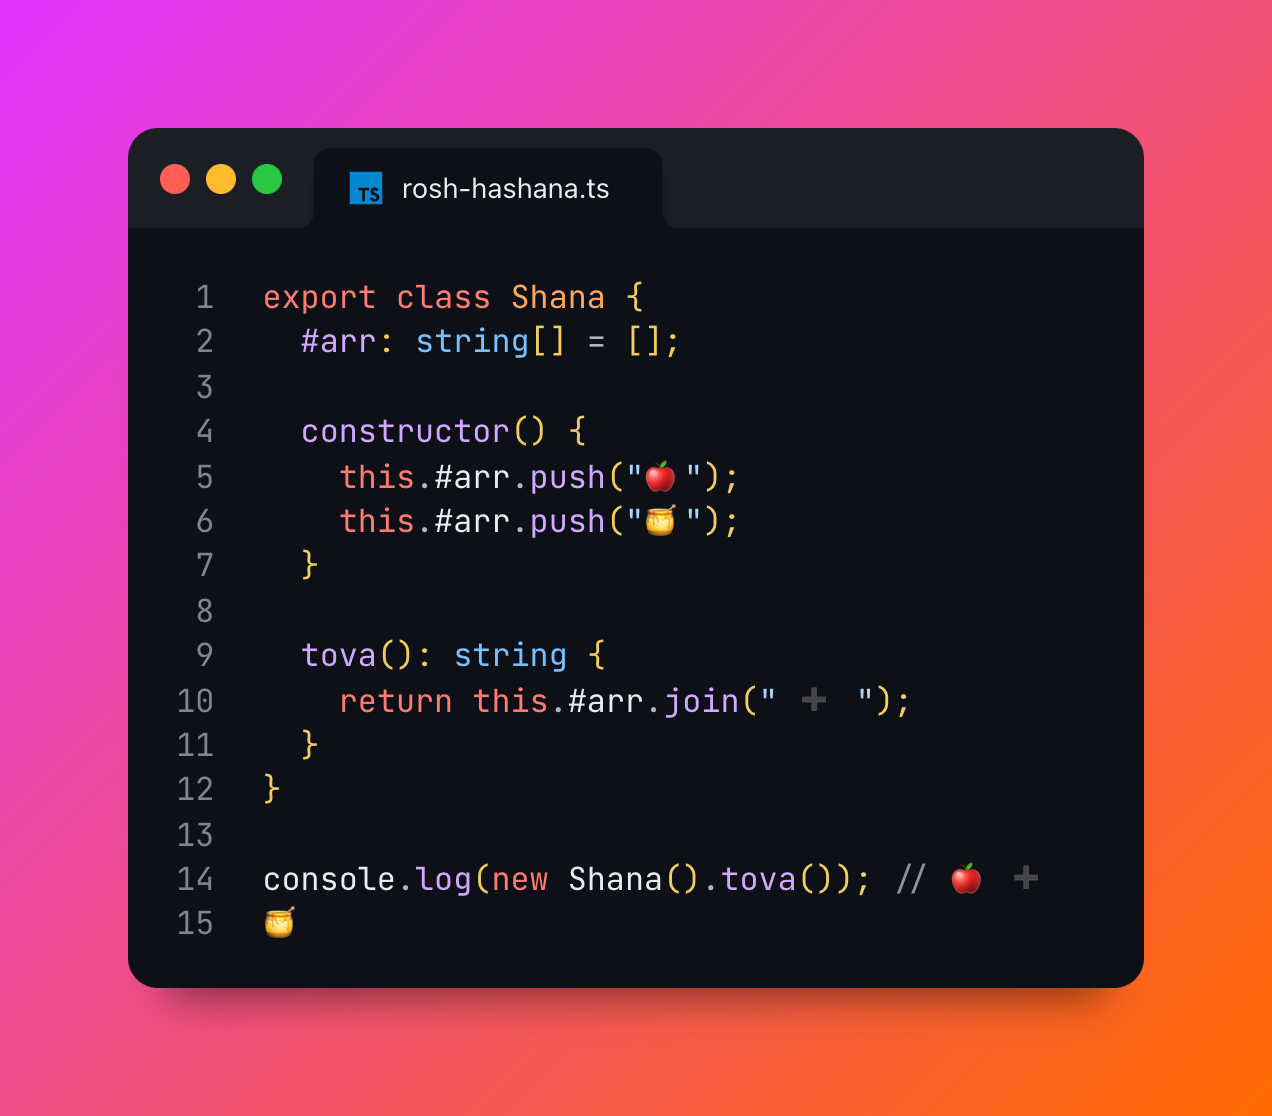 TS rosh-hashana.ts
1 export class Shana {
2   #arr: string[] = [];
3
4   constructor() {
5     this.#arr.push("🍎");
6     this.#arr.push("🍯");
7   }
8
9   tova(): string {
10     return this.#arr.join(" ➕ ");
11   }
12 }
13
14 console.log(new Shana().tova()); // 🍎 ➕
15 🍯